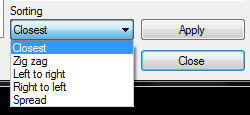 Sorting
Closest
Apply
Closest
Zig zag
Close
Left to right
Right to left
Spread